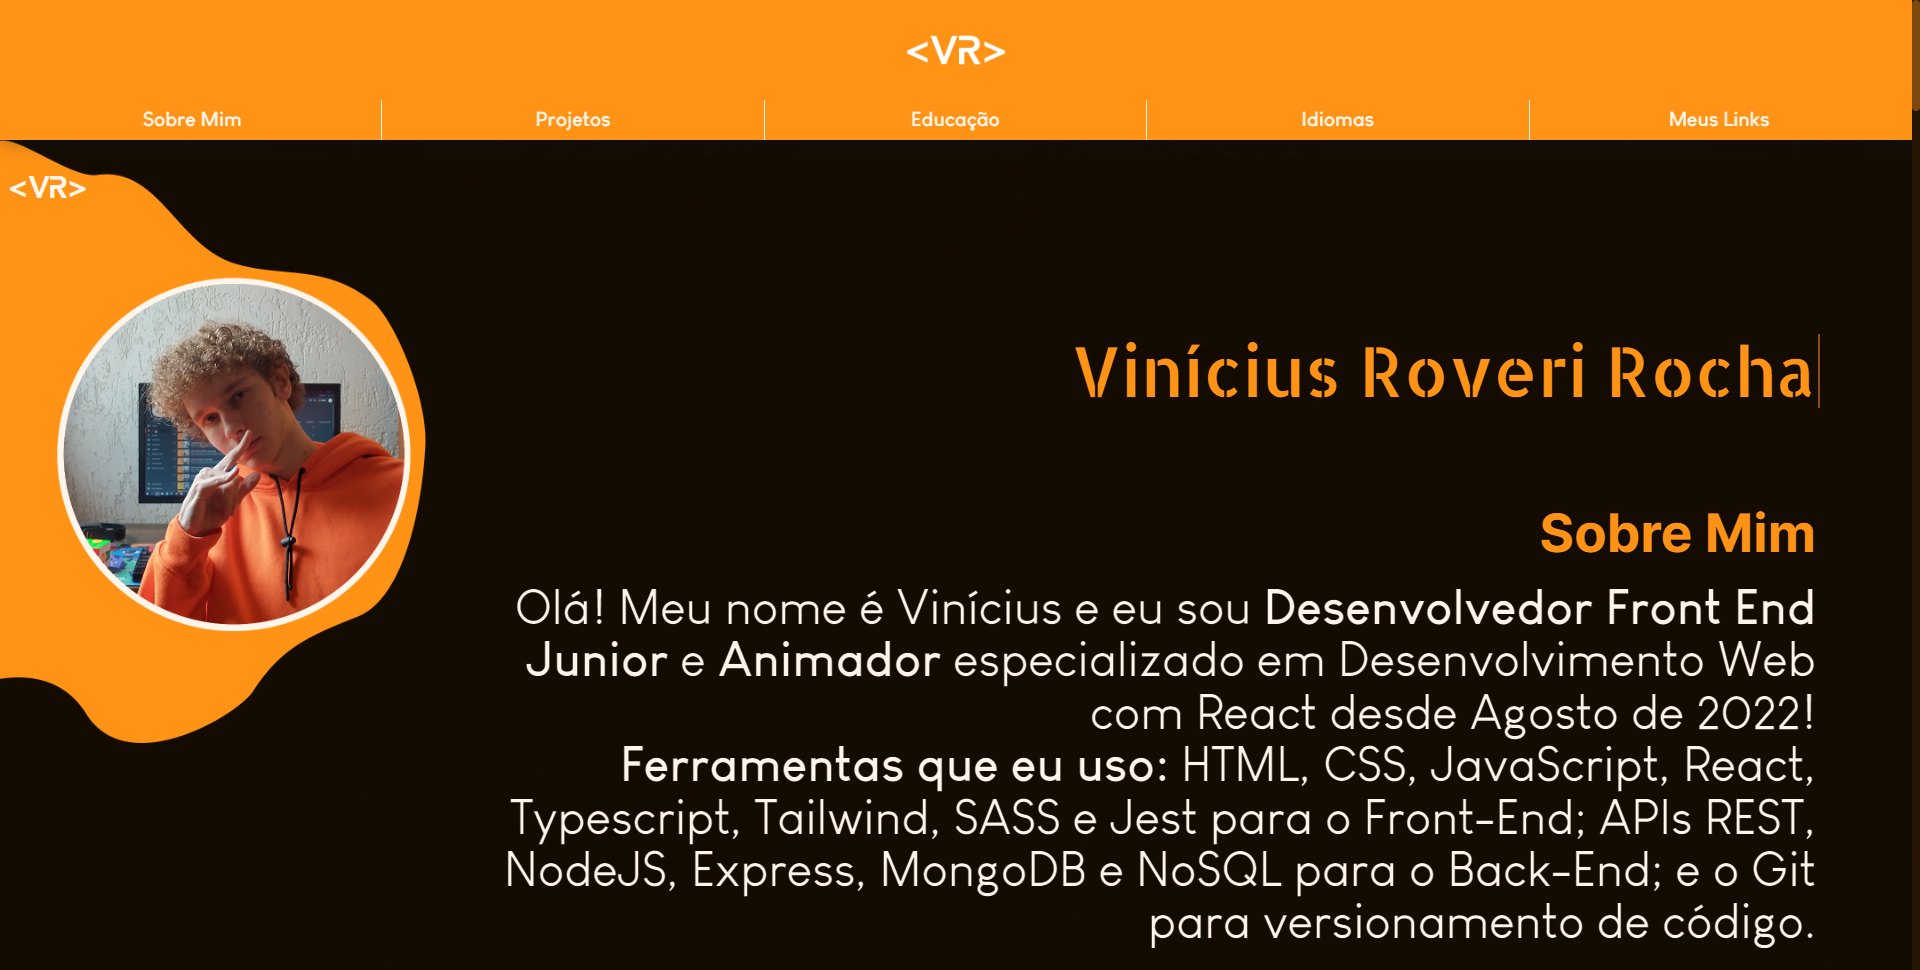 <VR>
Sobre Mim
Projetos
Educação
Idiomas
Meus Links
<VR>
Vinícius Roveri Rocha
Sobre Mim
Olá! Meu nome é Vinícius e eu sou Desenvolvedor Front End
Junior e Animador especializado em Desenvolvimento Web
com React desde Agosto de 2022!
Ferramentas que eu uso: HTML, CSS, JavaScript, React,
Typescript, Tailwind, SASS e Jest para o Front-End; APIs REST,
NodeJS, Express, MongoDB e NoSQL para o Back-End; e o Git
para versionamento de código.